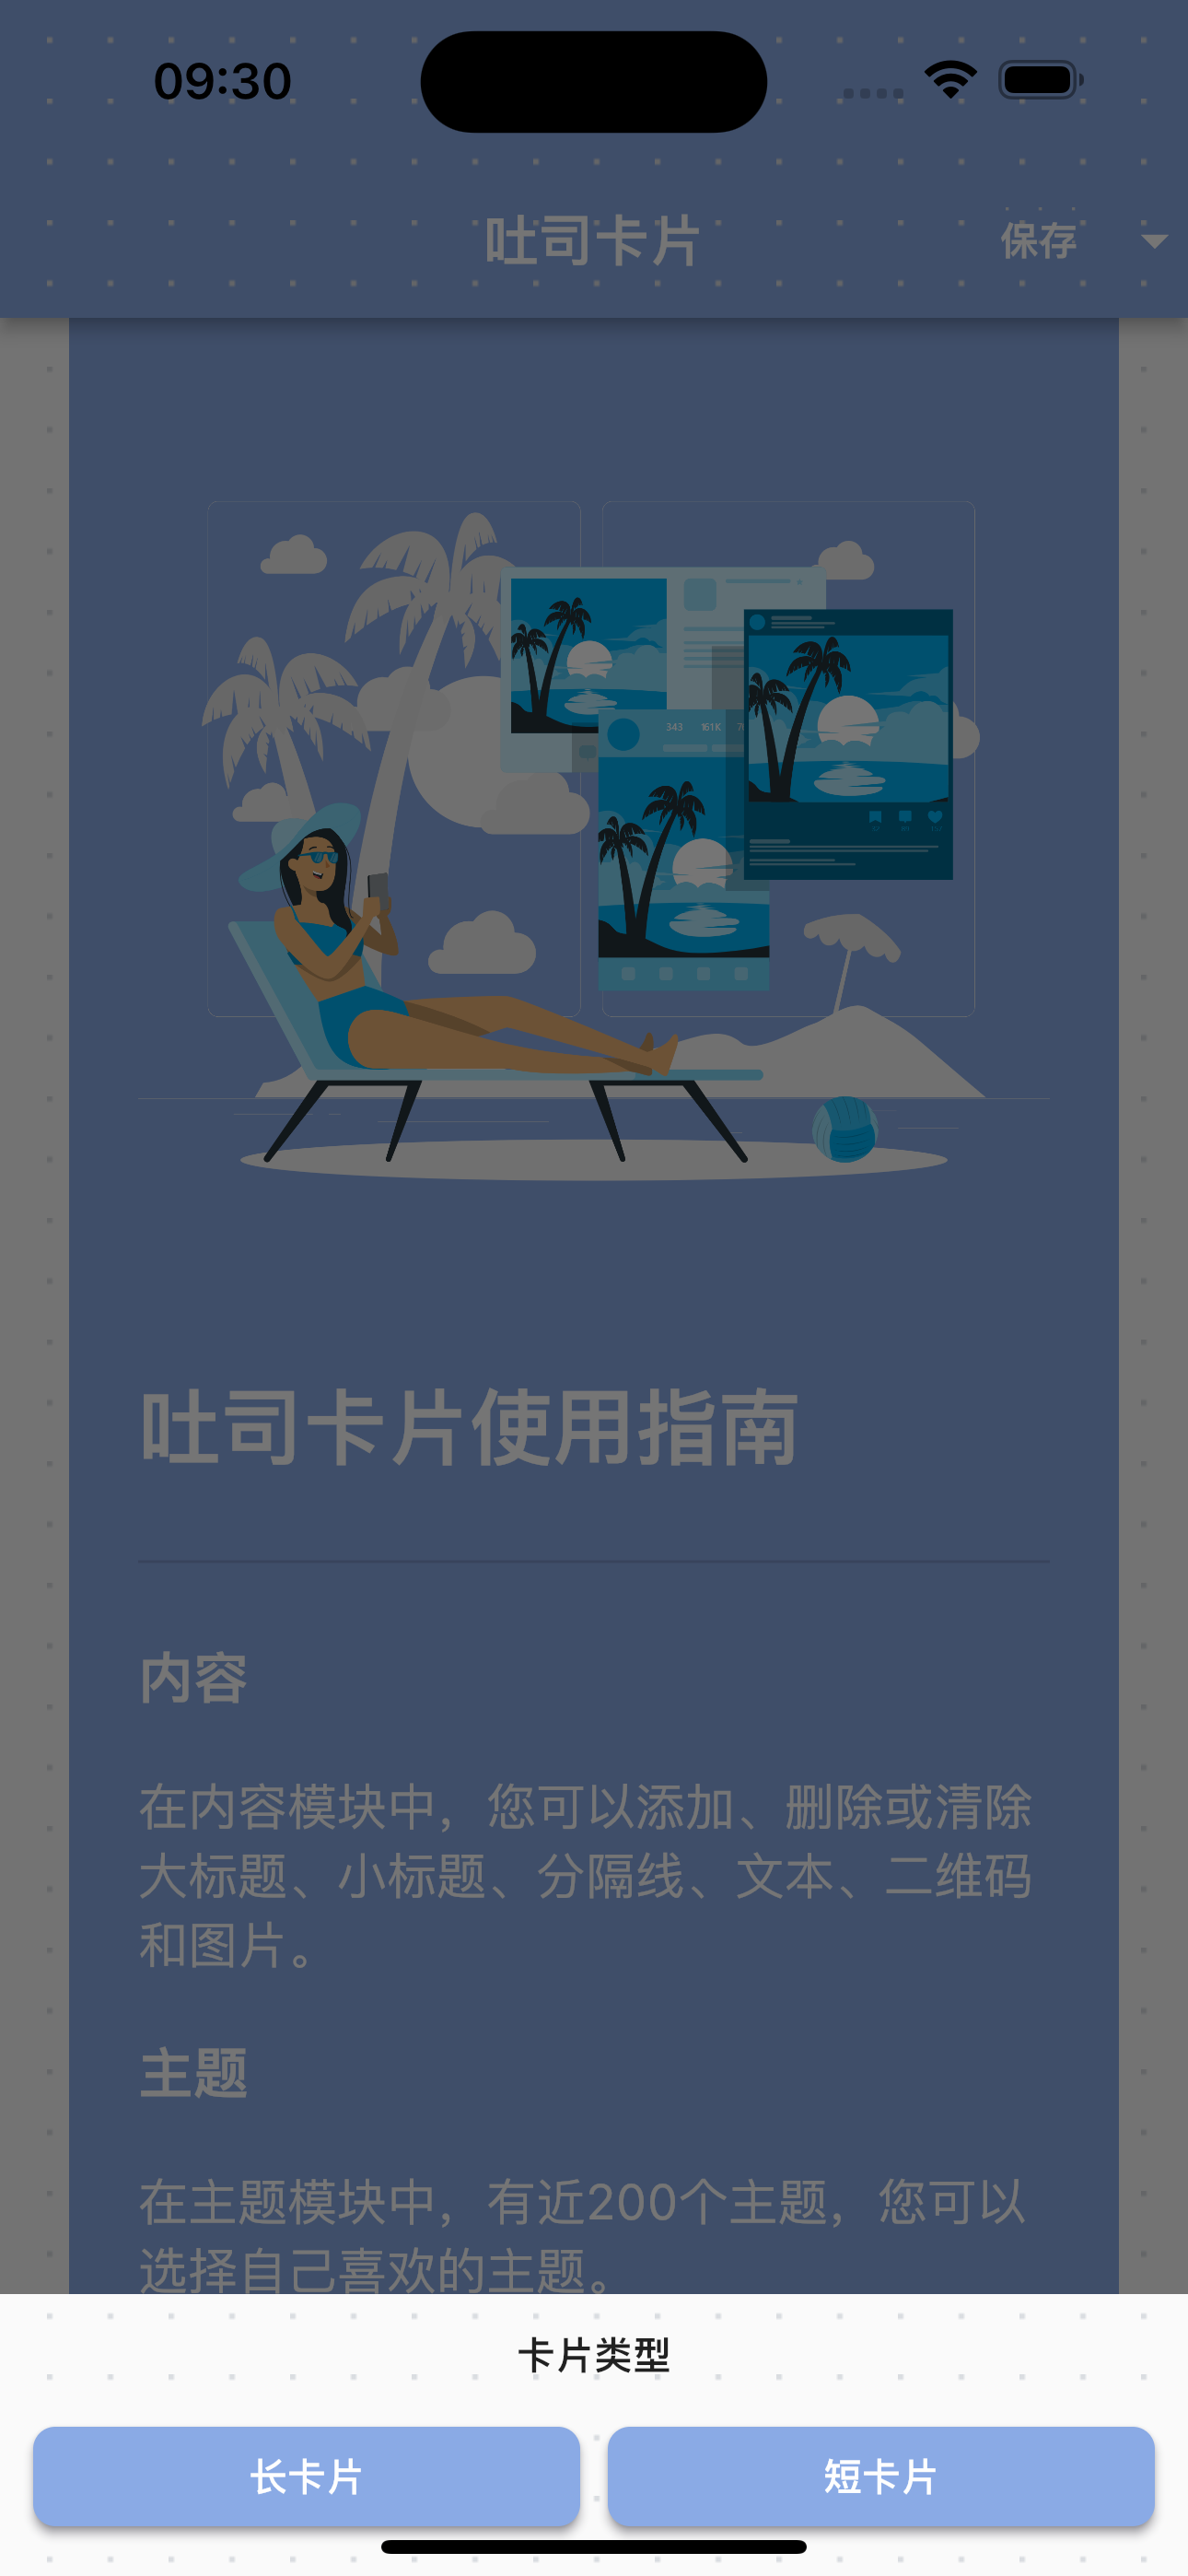 09:30
吐司卡片
保存
343 161K
吐司卡片使用指南
内容
在内容模块中，您可以添加、删除或清除
大标题、小标题、分隔线、文本、二维码
和图片。
主题
在主题模块中，有近200个主题，您可以
选择自己喜欢的主题。
卡片类型
长卡片
短卡片